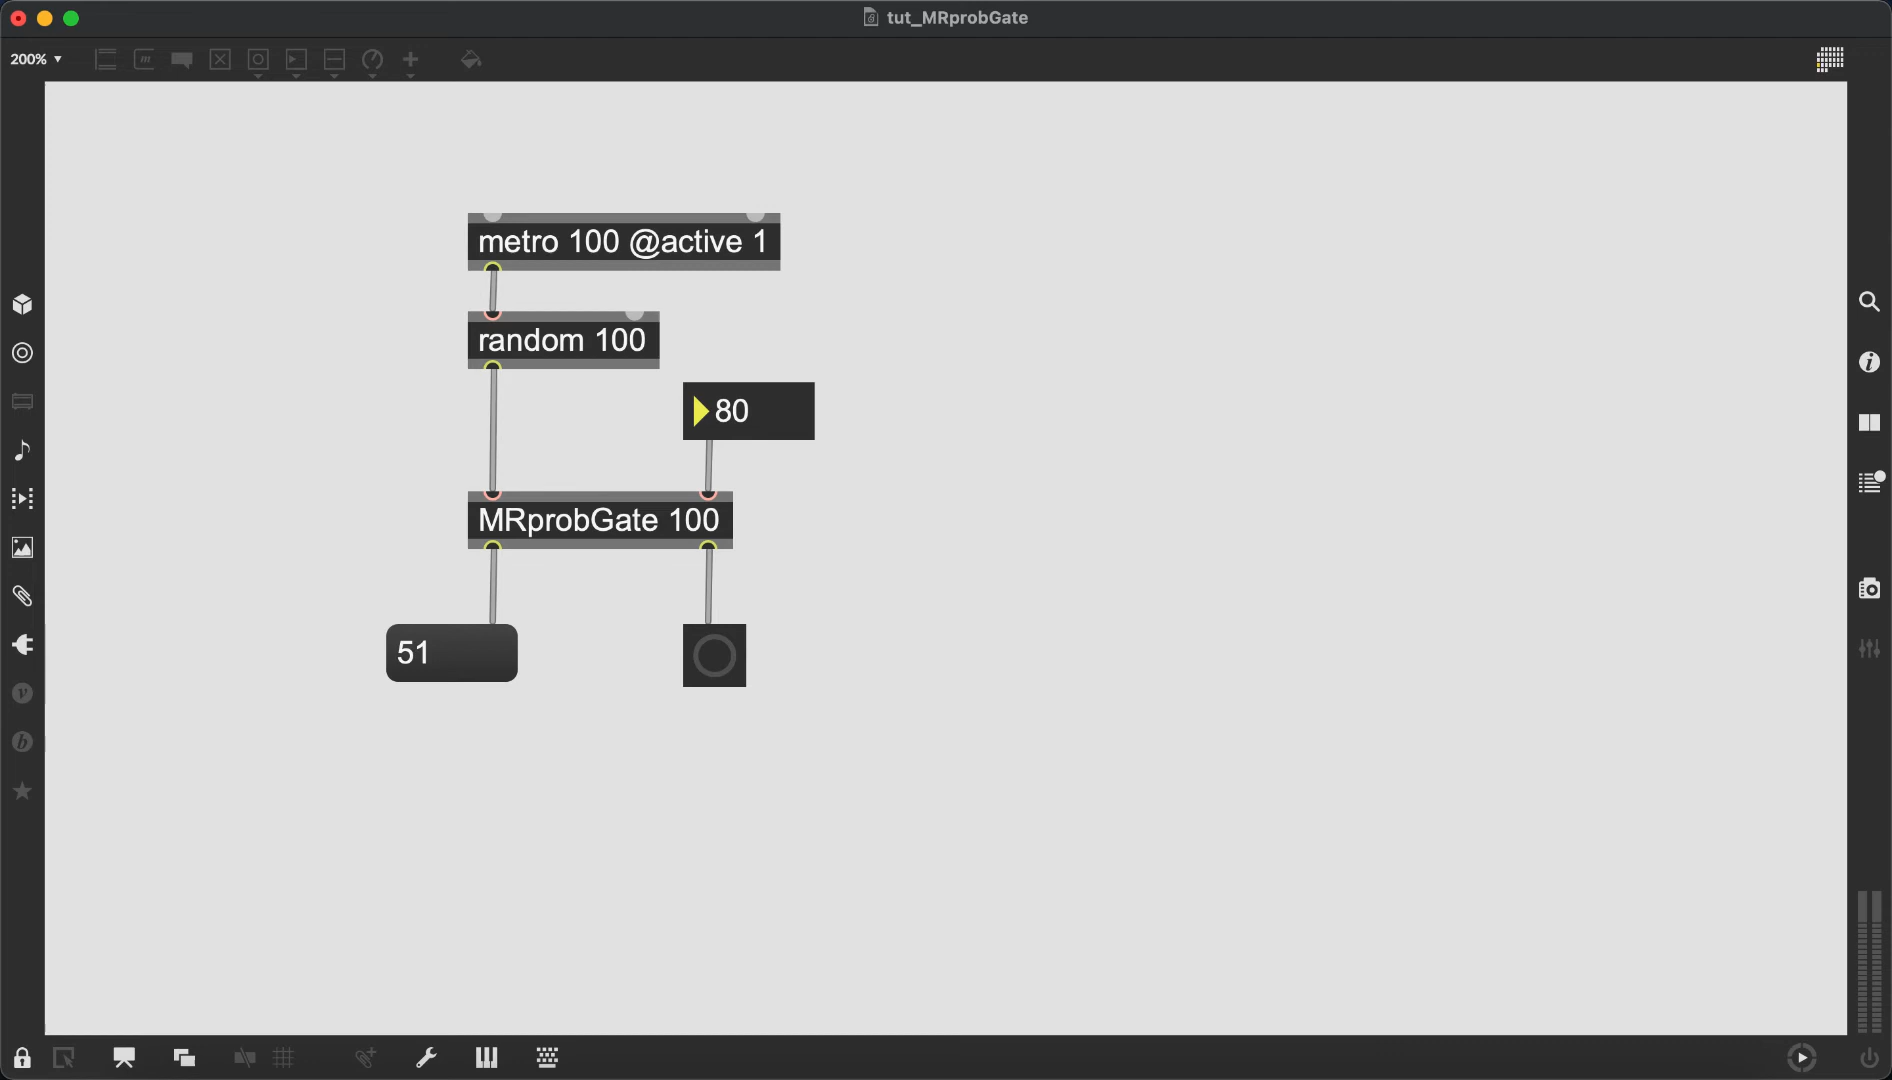 tut_MRprobGate
200%
metro 100 @active 1
random 100
80
MRprobGate 100
51